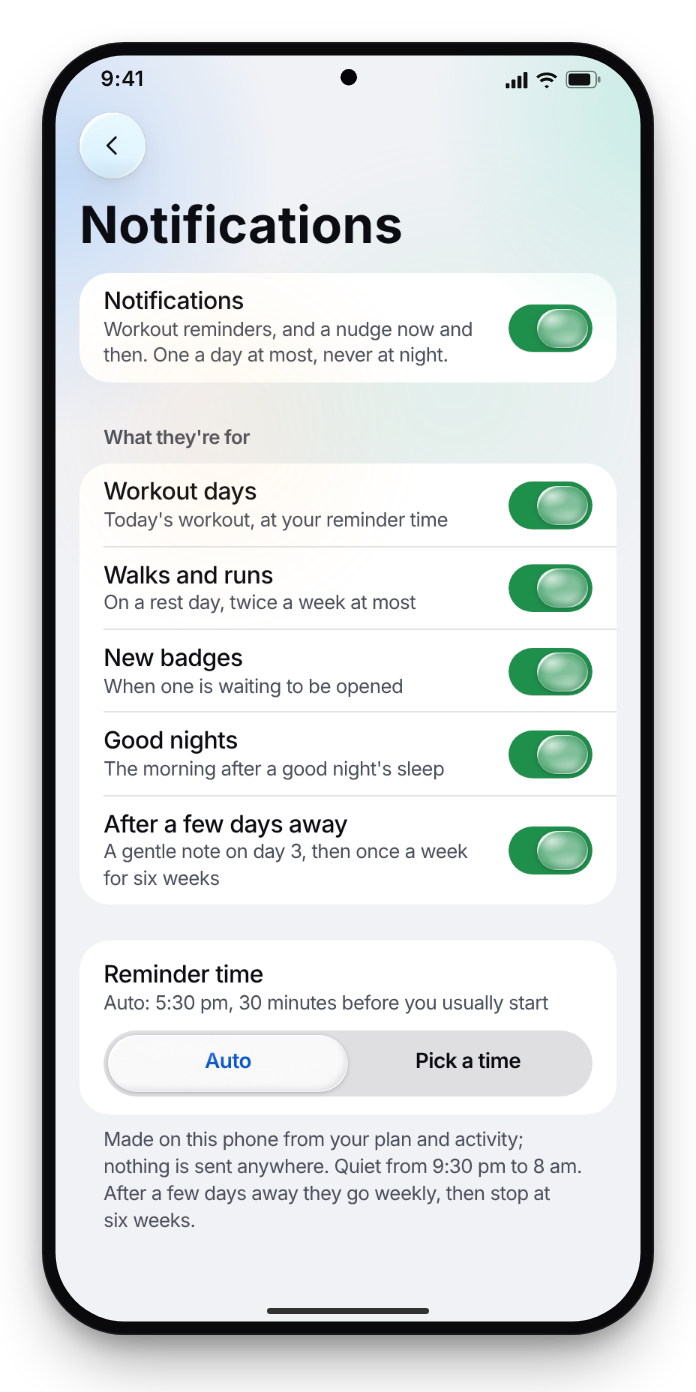 9:41
Notifications
Notifications
Workout reminders, and a nudge now and
then. One a day at most, never at night.
What they're for
Workout days
Today's workout, at your reminder time
Walks and runs
On a rest day, twice a week at most
New badges
When one is waiting to be opened
Good nights
The morning after a good night's sleep
After a few days away
A gentle note on day 3, then once a week
for six weeks
Reminder time
Auto: 5:30 pm, 30 minutes before you usually start
Auto
Pick a time
Made on this phone from your plan and activity;
nothing is sent anywhere. Quiet from 9:30 pm to 8 am.
After a few days away they go weekly, then stop at
six weeks.